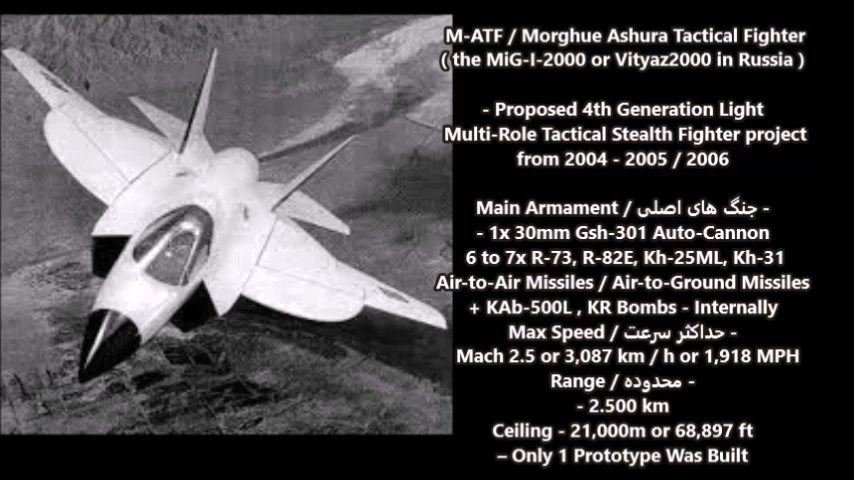 M-ATF / Morghue Ashura Tactical Fighter
( the MiG-I-2000 or Vityaz2000 in Russia )
- Proposed 4th Generation Light
Multi-Role Tactical Stealth Fighter project
from 2004 - 2005 / 2006
Main Armament / جنگ های اصلی -
- 1x 30mm Gsh-301 Auto-Cannon
6 to 7x R-73, R-82E, Kh-25ML, Kh-31
Air-to-Air Missiles / Air-to-Ground Missiles
+ KAb-500L , KR Bombs - Internally
Max Speed / حداکثر سرعت -
Mach 2.5 or 3,087 km / h or 1,918 MPH
Range / محدوده -
- 2.500 km
Ceiling - 21,000m or 68,897 ft
– Only 1 Prototype Was Built